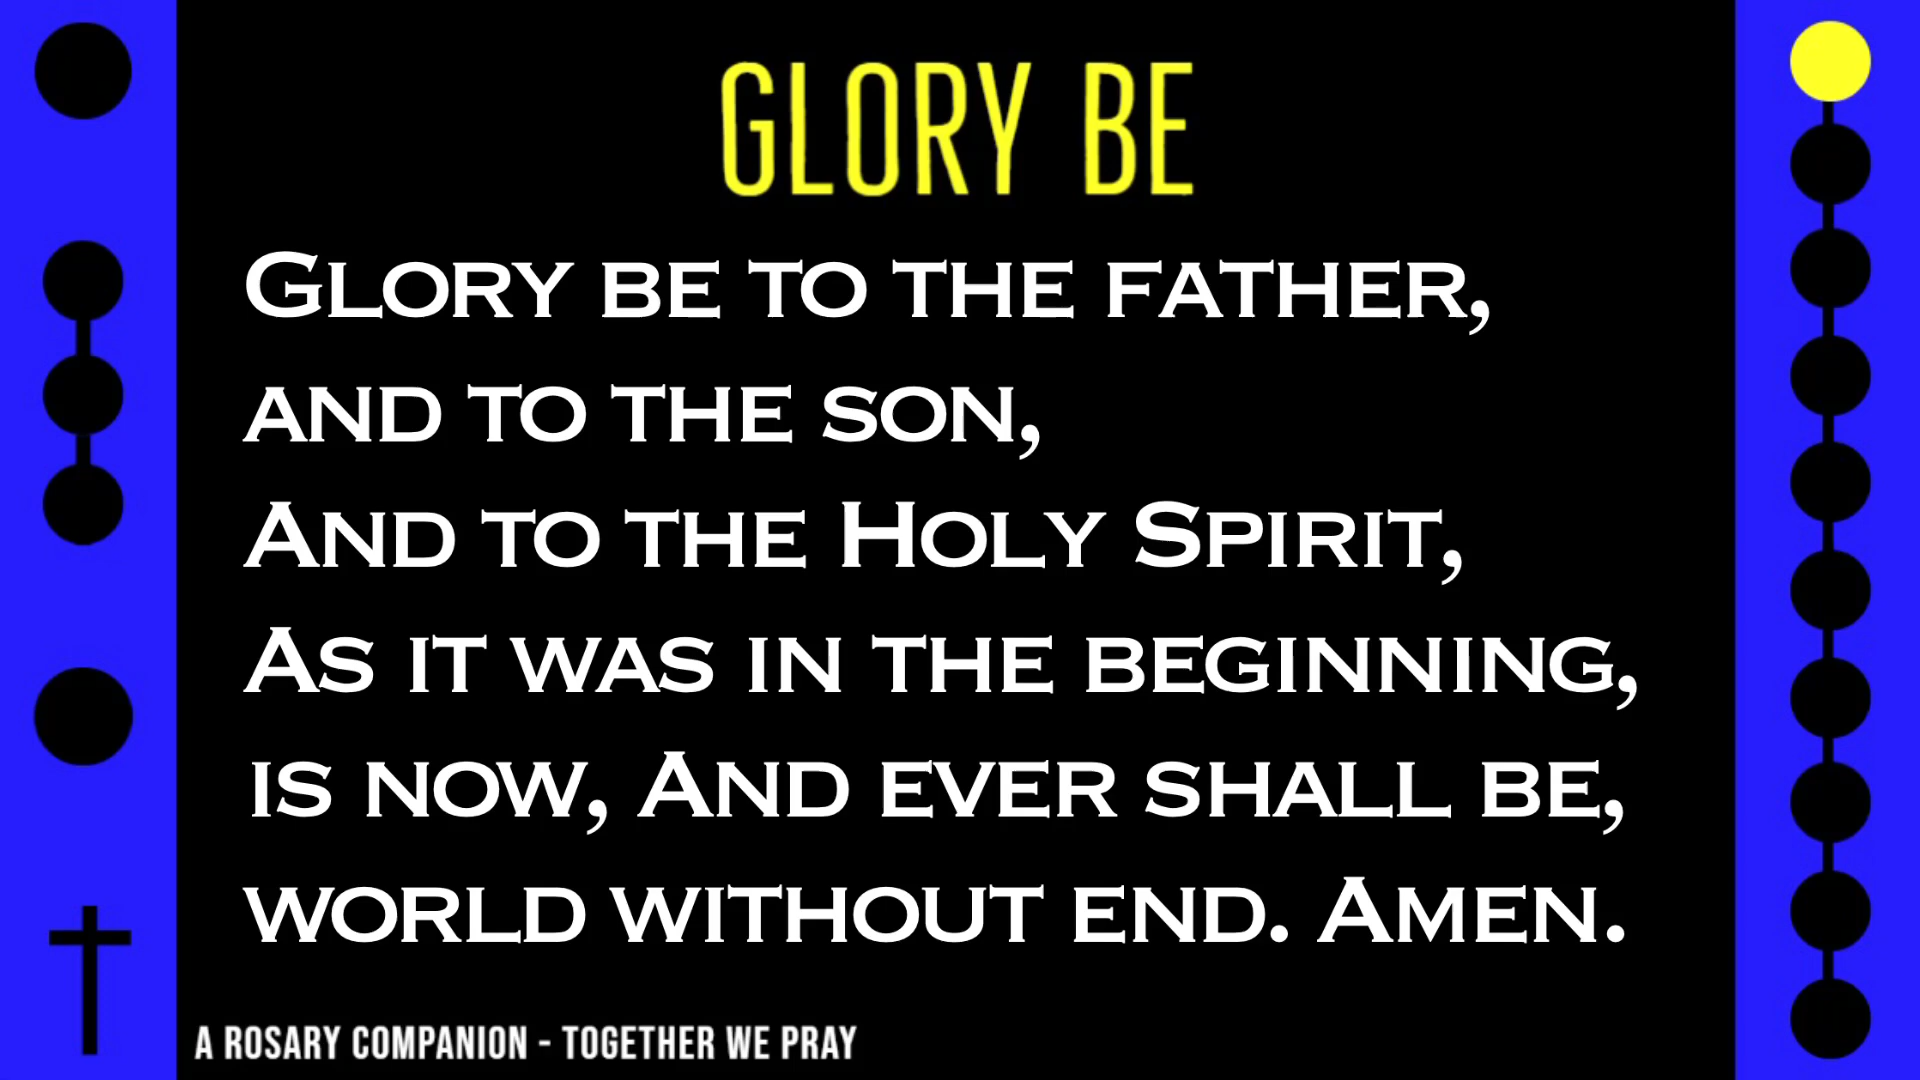 GLORY BE
Glory be to the father,
and to the son,
And to the Holy Spirit,
As it was in the beginning,
is now, And ever shall be,
world without end. Amen.
A ROSARY COMPANION - TOGETHER WE PRAY